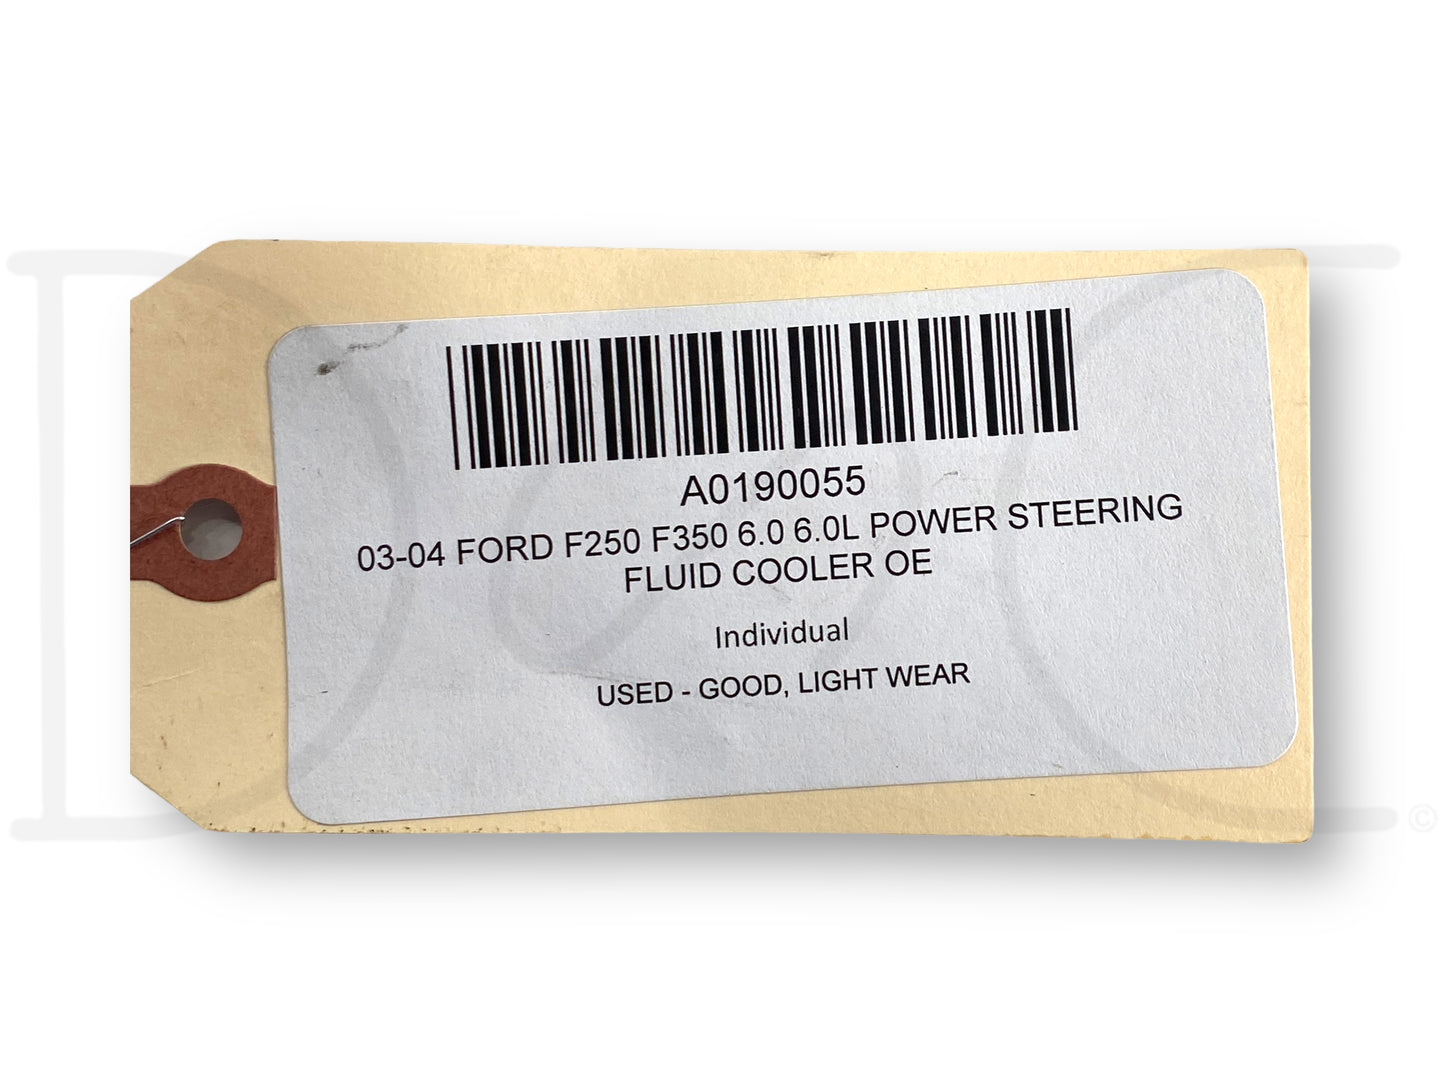 A0190055
03-04 FORD F250 F350 6.0 6.0L POWER STEERING
FLUID COOLER OE
Individual
USED - GOOD, LIGHT WEAR
©